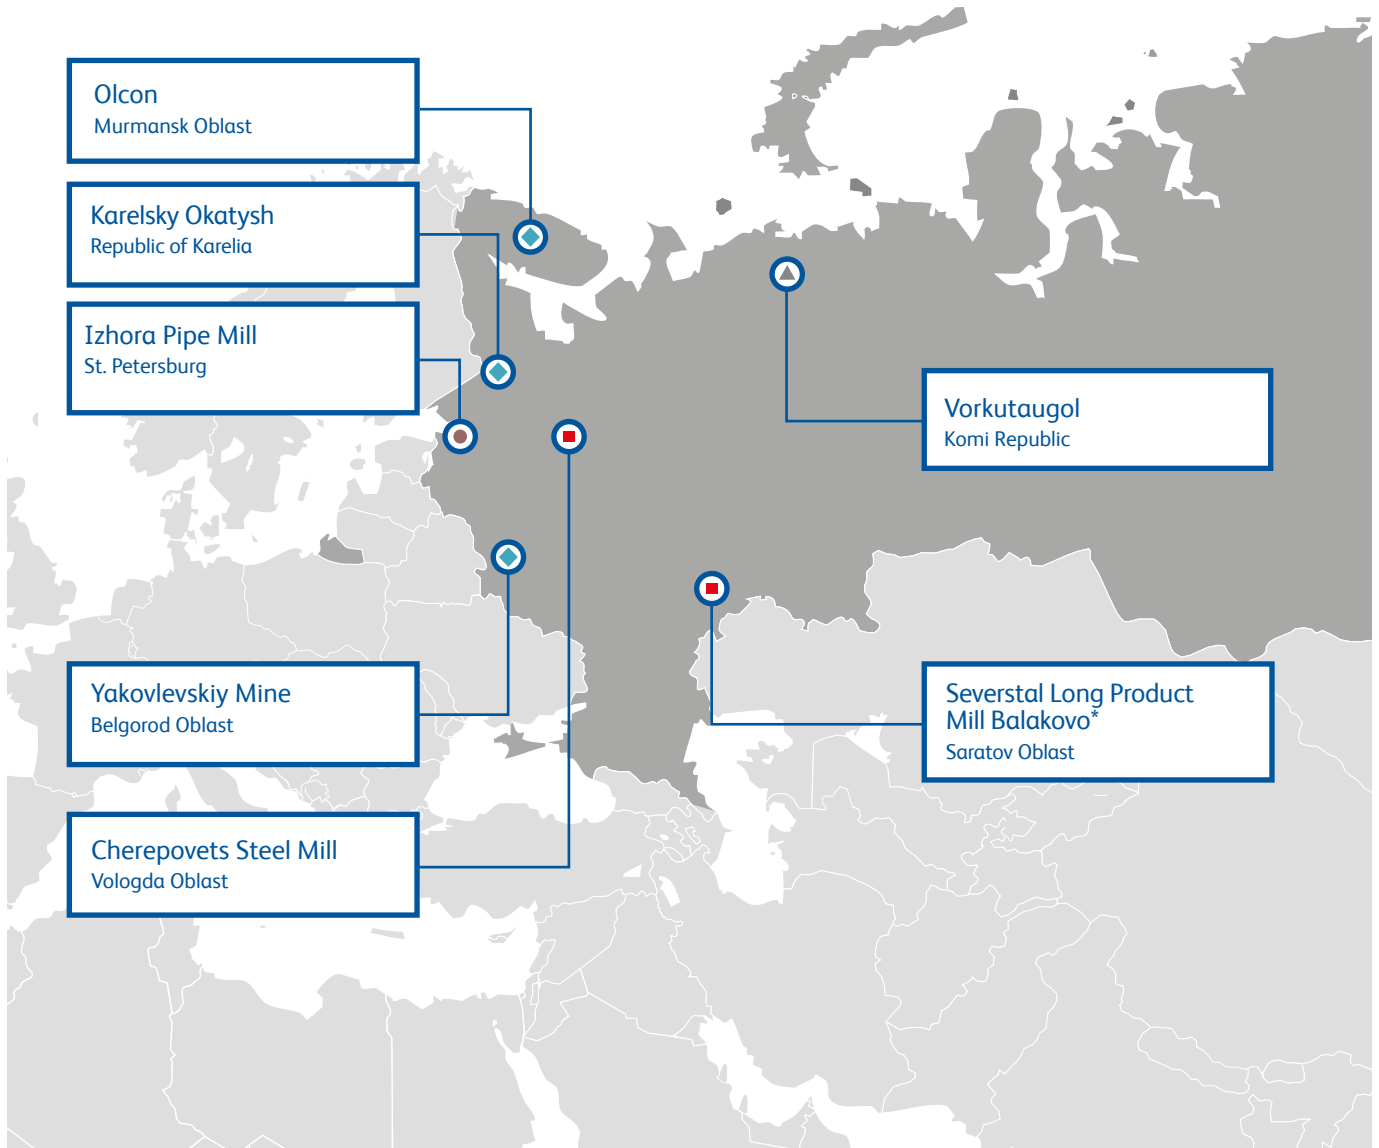 Olcon
Murmansk Oblast
Karelsky Okatysh
Republic of Karelia
Izhora Pipe Mill
St. Petersburg
Vorkutaugol
Komi Republic
Yakovlevskiy Mine
Belgorod Oblast
Severstal Long Product
Mill Balakovo*
Saratov Oblast
Cherepovets Steel Mill
Vologda Oblast